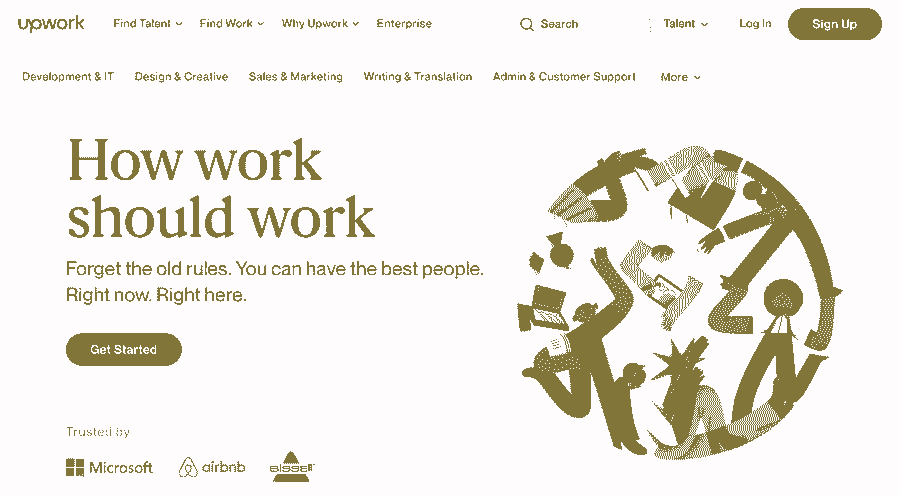 upwork Find Talent Find Work Why Upwork Enterprise Search Talent Log In Sign Up
Development & IT Design & Creative Sales & Marketing Writing & Translation Admin & Customer Support More
How work
should work
Forget the old rules. You can have the best people.
Right now. Right here.
Get Started
Trusted by
Microsoft airbnb BISSELL